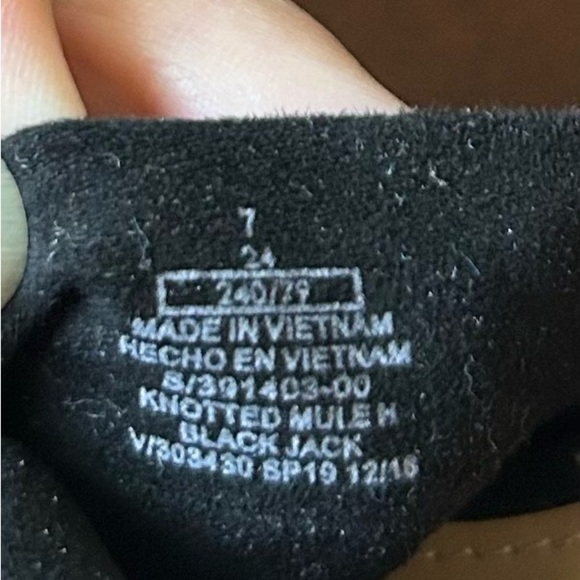 7
24
240/79
MADE IN VIETNAM
HECHO EN VIETNAM
S/391403-00
KNOTTED MULE H
BLACK JACK
V/303430 SP19 12/18